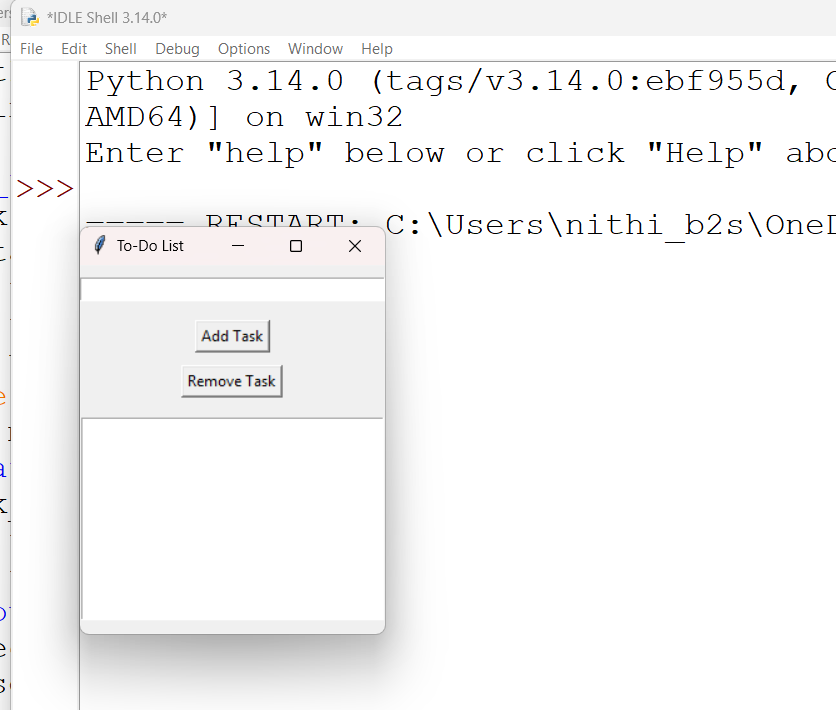 *IDLE Shell 3.14.0*
File Edit Shell Debug Options Window Help
Python 3.14.0 (tags/v3.14.0:ebf955d,
AMD64)] on win32
Enter "help" below or click "Help"
>>>
===== RESTART: C:\Users\nithi_b2s\
To-Do List
Add Task
Remove Task